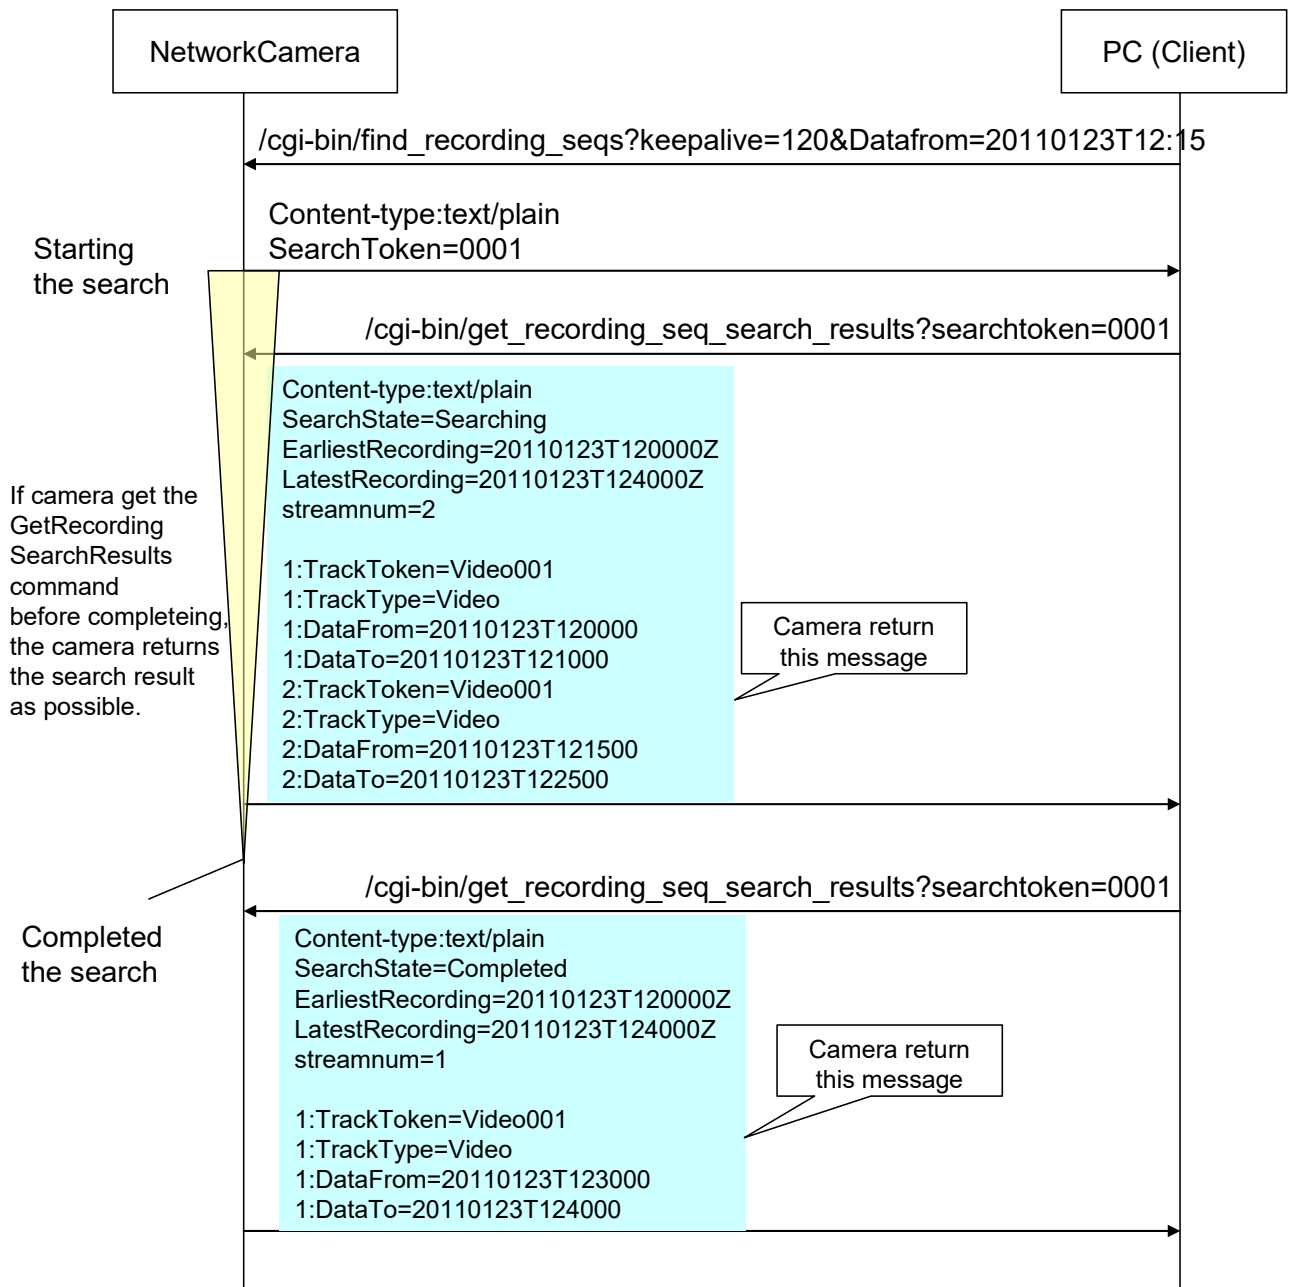 NetworkCamera
PC (Client)
/cgi-bin/find_recording_seqs?keepalive=120&Datafrom=20110123T12:15
Content-type:text/plain
SearchToken=0001
Starting
the search
/cgi-bin/get_recording_seq_search_results?searchtoken=0001
Content-type:text/plain
SearchState=Searching
EarliestRecording=20110123T120000Z
LatestRecording=20110123T124000Z
streamnum=2
1:TrackToken=Video001
1:TrackType=Video
1:DataFrom=20110123T120000
1:DataTo=20110123T121000
2:TrackToken=Video001
2:TrackType=Video
2:DataFrom=20110123T121500
2:DataTo=20110123T122500
If camera get the
GetRecording
SearchResults
command
before completeing,
the camera returns
the search result
as possible.
Camera return
this message
/cgi-bin/get_recording_seq_search_results?searchtoken=0001
Completed
the search
Content-type:text/plain
SearchState=Completed
EarliestRecording=20110123T120000Z
LatestRecording=20110123T124000Z
streamnum=1
1:TrackToken=Video001
1:TrackType=Video
1:DataFrom=20110123T123000
1:DataTo=20110123T124000
Camera return
this message